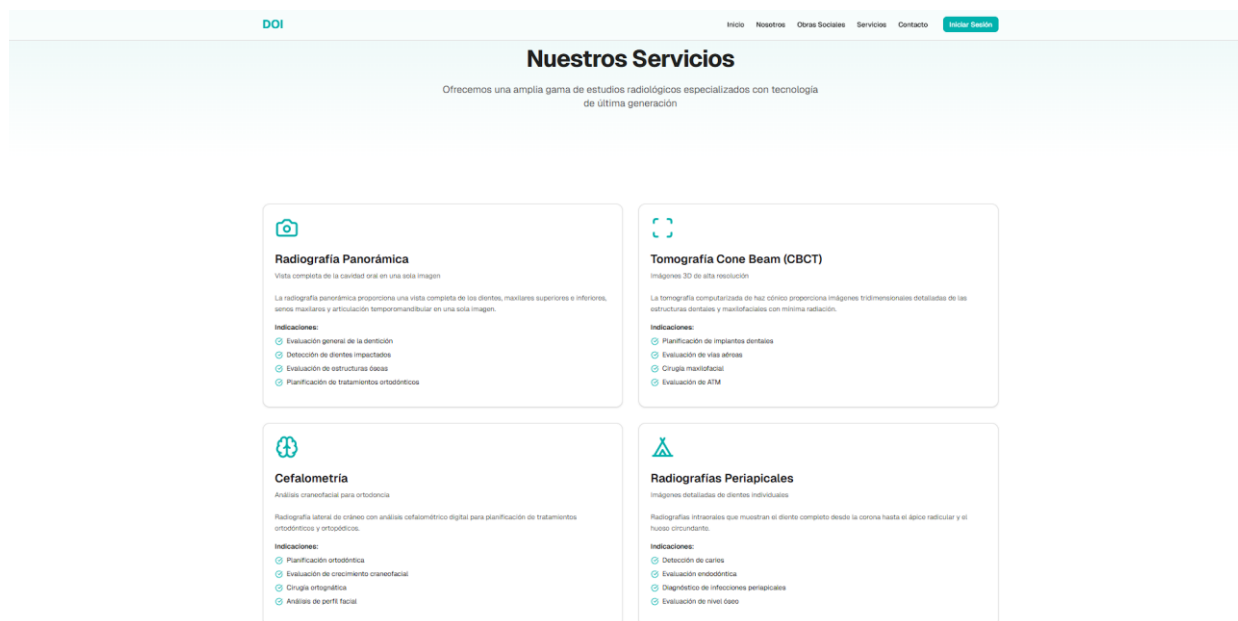 DOI
Inicio Nosotros Obras Sociales Servicios Contacto Iniciar Sesión
Nuestros Servicios
Ofrecemos una amplia gama de estudios radiológicos especializados con tecnología
de última generación
Radiografía Panorámica
Vista completa de la cavidad oral en una sola imagen
La radiografía panorámica proporciona una vista completa de los dientes, maxilares superiores e inferiores,
senos maxilares y articulación temporomandibular en una sola imagen.
Indicaciones:
Evaluación general de la dentición
Detección de dientes impactados
Evaluación de estructuras óseas
Planificación de tratamientos ortodónticos
Tomografía Cone Beam (CBCT)
Imágenes 3D de alta resolución
La tomografía computarizada de haz cónico proporciona imágenes tridimensionales detalladas de las
estructuras dentales y maxilofaciales con mínima radiación.
Indicaciones:
Planificación de implantes dentales
Evaluación de vías aéreas
Cirugía maxilofacial
Evaluación de ATM
Cefalometría
Análisis craneofacial para ortodoncia
Radiografía lateral de cráneo con análisis cefalométrico digital para planificación de tratamientos
ortodónticos y ortopédicos.
Indicaciones:
Planificación ortodóntica
Evaluación de crecimiento craneofacial
Cirugía ortognática
Análisis de perfil facial
Radiografías Periapicales
Imágenes detalladas de dientes individuales
Radiografías intraorales que muestran el diente completo desde la corona hasta el ápice radicular y el
hueso circundante.
Indicaciones:
Detección de caries
Evaluación endodóntica
Diagnóstico de infecciones periapicales
Evaluación de nivel óseo